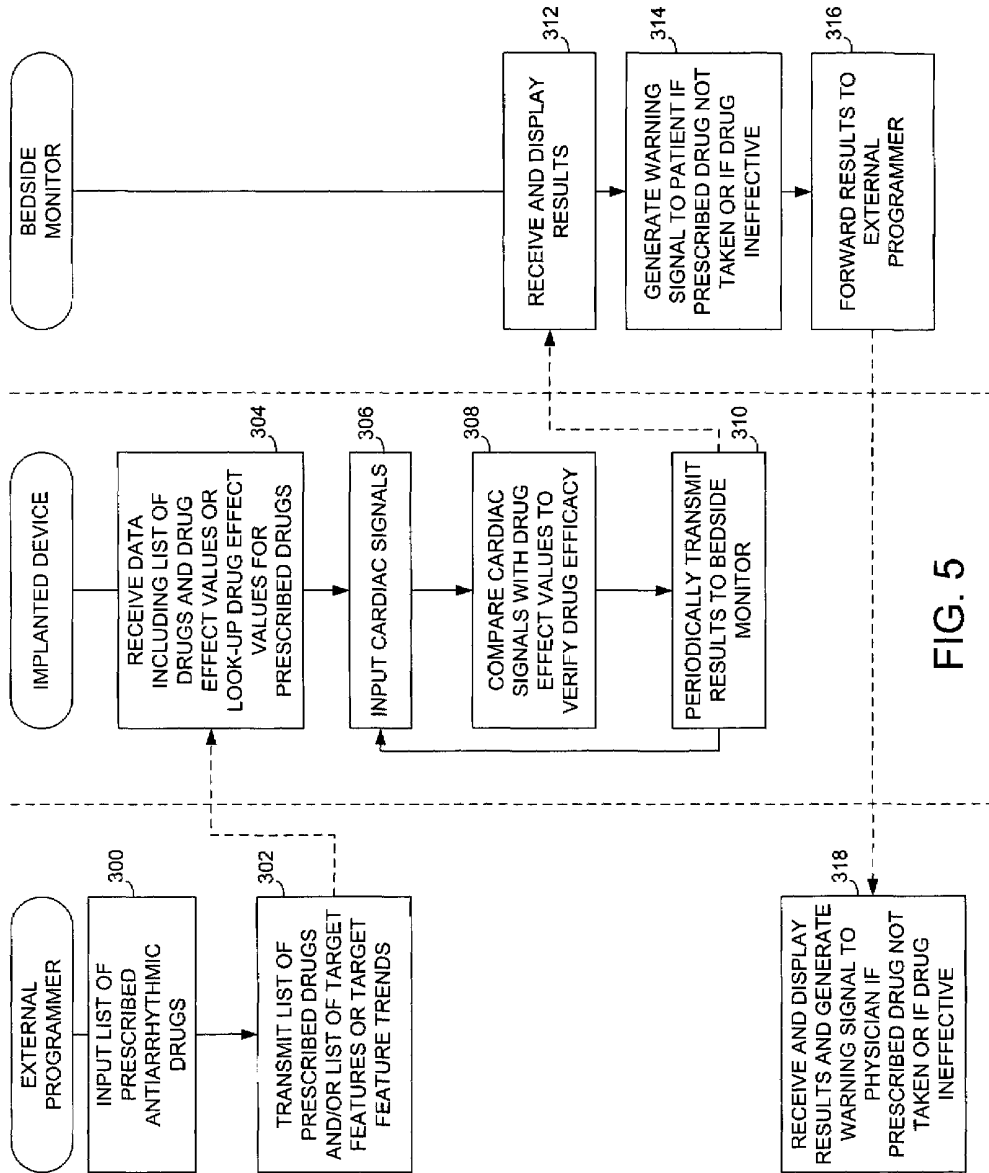 EXTERNAL
PROGRAMMER
300
INPUT LIST OF
PRESCRIBED
ANTIARRHYTHMIC
DRUGS
302
TRANSMIT LIST OF
PRESCRIBED DRUGS
AND/OR LIST OF TARGET
FEATURES OR TARGET
FEATURE TRENDS
318
RECEIVE AND DISPLAY
RESULTS AND GENERATE
WARNING SIGNAL TO
PHYSICIAN IF
PRESCRIBED DRUG NOT
TAKEN OR IF DRUG
INEFFECTIVE
IMPLANTED DEVICE
304
RECEIVE DATA
INCLUDING LIST OF
DRUGS AND DRUG
EFFECT VALUES OR
LOOK-UP DRUG EFFECT
VALUES FOR
PRESCRIBED DRUGS
306
INPUT CARDIAC SIGNALS
308
COMPARE CARDIAC
SIGNALS WITH DRUG
EFFECT VALUES TO
VERIFY DRUG EFFICACY
310
PERIODICALLY TRANSMIT
RESULTS TO BEDSIDE
MONITOR
BEDSIDE
MONITOR
312
RECEIVE AND DISPLAY
RESULTS
314
GENERATE WARNING
SIGNAL TO PATIENT IF
PRESCRIBED DRUG NOT
TAKEN OR IF DRUG
INEFFECTIVE
316
FORWARD RESULTS TO
EXTERNAL
PROGRAMMER
FIG. 5